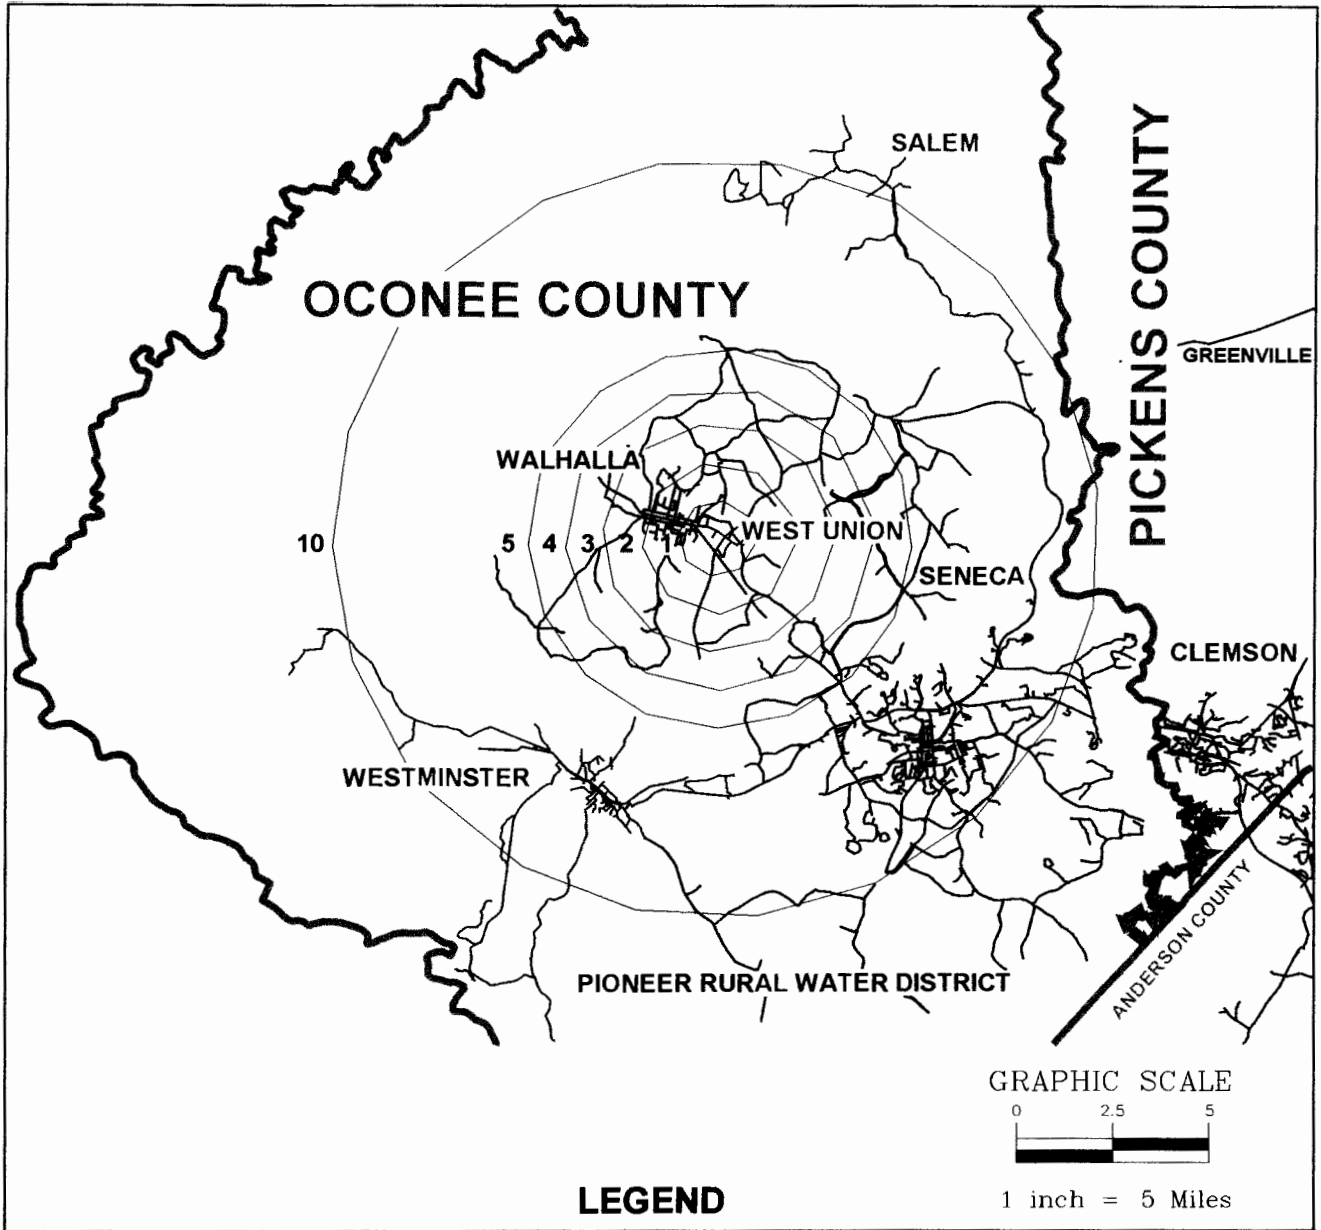 SALEM
PICKENS COUNTY
OCONEE COUNTY
GREENVILLE
WALHALLA
WEST UNION
10 5 4 3 2 1
SENECA
CLEMSON
WESTMINSTER
ANDERSON COUNTY
PIONEER RURAL WATER DISTRICT
GRAPHIC SCALE
0 2.5 5
1 inch = 5 Miles
LEGEND